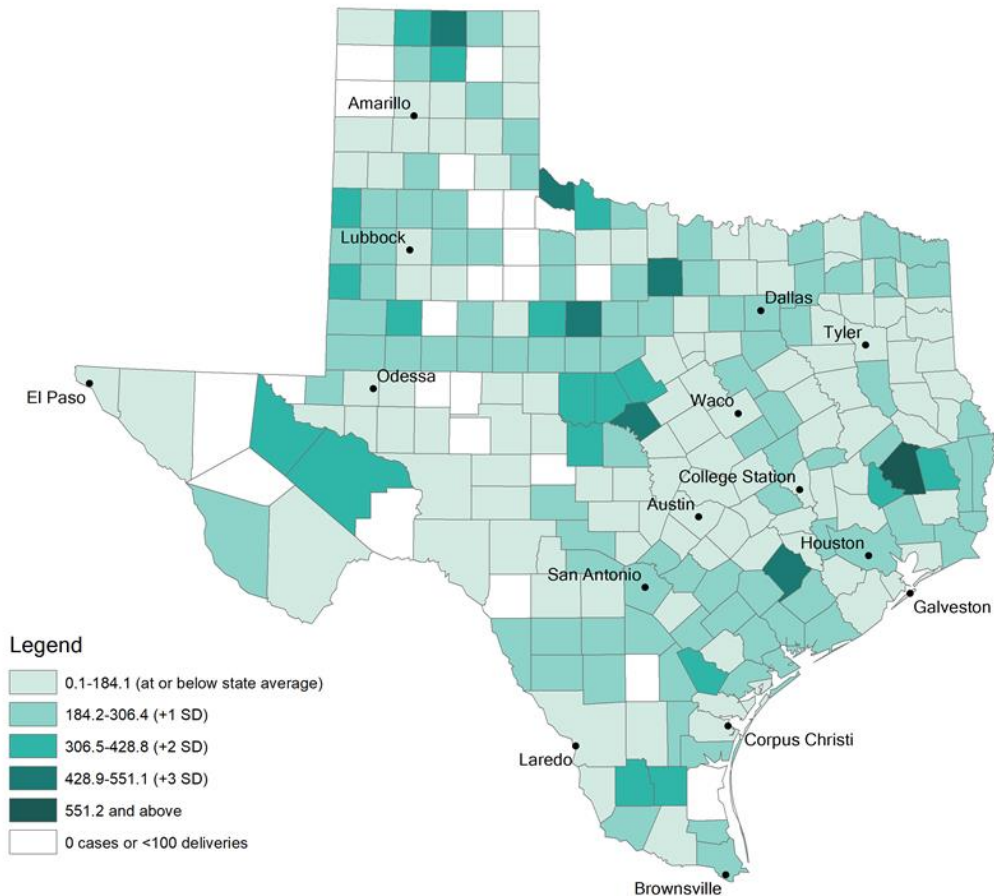 Amarillo
Lubbock
Dallas
Tyler
Odessa
El Paso
Waco
College Station
Austin
Houston
San Antonio
Galveston
Legend
0.1-184.1 (at or below state average)
184.2-306.4 (+1 SD)
306.5-428.8 (+2 SD)
428.9-551.1 (+3 SD)
551.2 and above
0 cases or <100 deliveries
Corpus Christi
Laredo
Brownsville